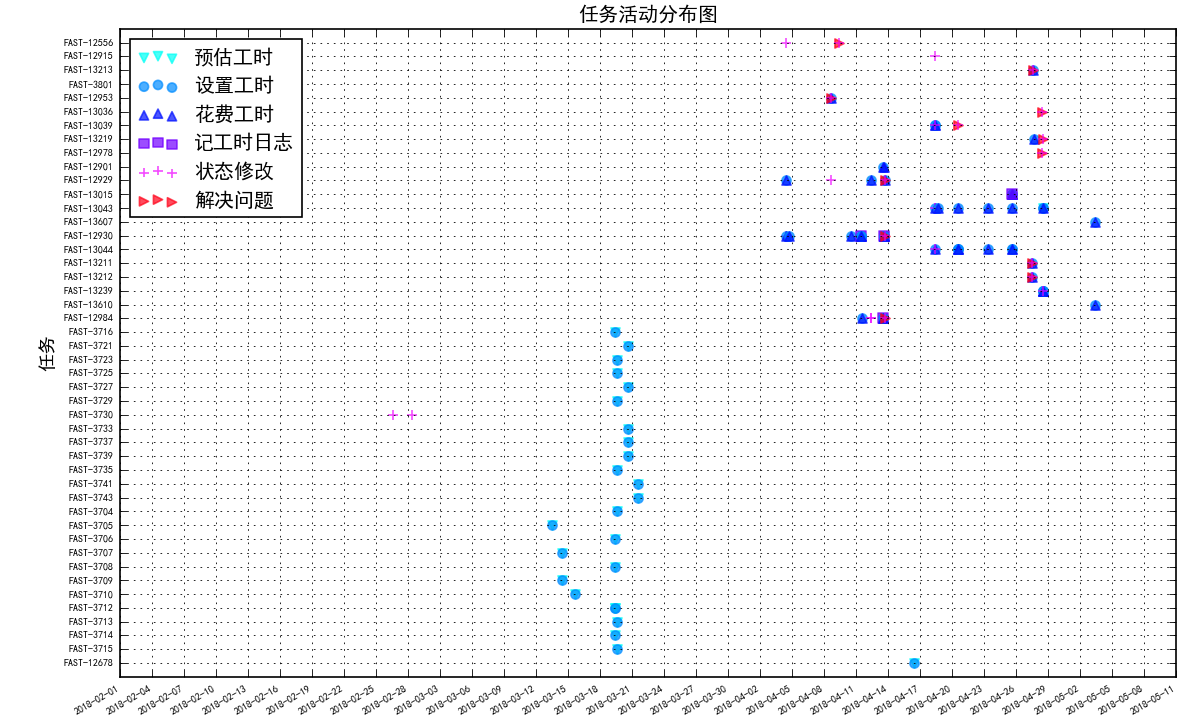 任务活动分布图
预估工时
设置工时
花费工时
记工时日志
状态修改
解决问题
任务
FAST-12556
FAST-12915
FAST-13213
FAST-3801
FAST-12953
FAST-13036
FAST-13039
FAST-13219
FAST-12978
FAST-12901
FAST-12929
FAST-13015
FAST-13043
FAST-13607
FAST-12930
FAST-13044
FAST-13211
FAST-13212
FAST-13239
FAST-13610
FAST-12984
FAST-3716
FAST-3721
FAST-3723
FAST-3725
FAST-3727
FAST-3729
FAST-3730
FAST-3733
FAST-3737
FAST-3739
FAST-3735
FAST-3741
FAST-3743
FAST-3704
FAST-3705
FAST-3706
FAST-3707
FAST-3708
FAST-3709
FAST-3710
FAST-3712
FAST-3713
FAST-3714
FAST-3715
FAST-12678
2018-02-01
2018-02-04
2018-02-07
2018-02-10
2018-02-13
2018-02-16
2018-02-19
2018-02-22
2018-02-25
2018-02-28
2018-03-03
2018-03-06
2018-03-09
2018-03-12
2018-03-15
2018-03-18
2018-03-21
2018-03-24
2018-03-27
2018-03-30
2018-04-02
2018-04-05
2018-04-08
2018-04-11
2018-04-14
2018-04-17
2018-04-20
2018-04-23
2018-04-26
2018-04-29
2018-05-02
2018-05-05
2018-05-08
2018-05-11